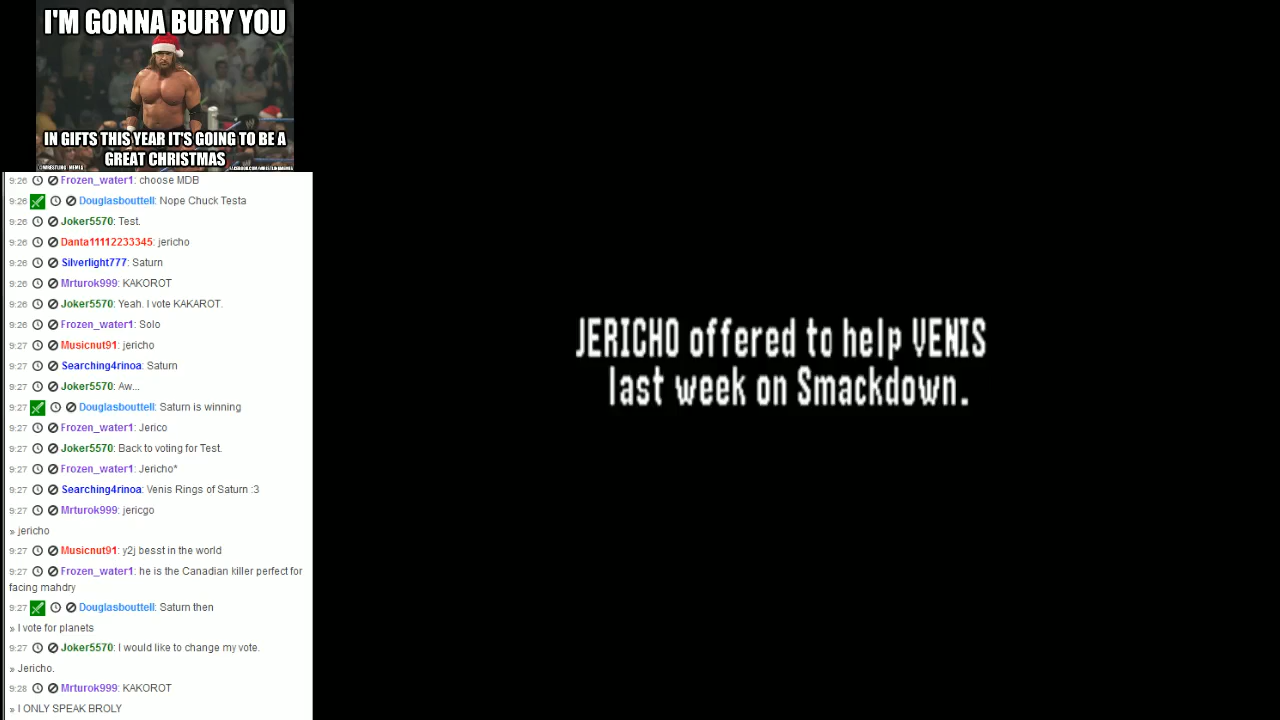 I'M GONNA BURY YOU
IN GIFTS THIS YEAR IT'S GOING TO BE A
GREAT CHRISTMAS
9:26 Frozen_water1: choose MDB
9:26 Douglasbouttell: Nope Chuck Testa
9:26 Joker5570: Test.
9:26 Danta11112233345: jericho
9:26 Silverlight777: Saturn
9:26 Mrturok999: KAKOROT
9:26 Joker5570: Yeah. I vote KAKAROT.
9:26 Frozen_water1: Solo
9:27 Musicnut91: jericho
9:27 Searching4rinoa: Saturn
9:27 Joker5570: Aw...
9:27 Douglasbouttell: Saturn is winning
9:27 Frozen_water1: Jerico
9:27 Joker5570: Back to voting for Test.
9:27 Frozen_water1: Jericho*
9:27 Searching4rinoa: Venis Rings of Saturn :3
9:27 Mrturok999: jericgo
» jericho
9:27 Musicnut91: y2j besst in the world
9:27 Frozen_water1: he is the Canadian killer perfect for
facing mahdry
9:27 Douglasbouttell: Saturn then
» I vote for planets
9:27 Joker5570: I would like to change my vote.
» Jericho.
9:28 Mrturok999: KAKOROT
» I ONLY SPEAK BROLY
JERICHO offered to help VENIS
last week on Smackdown.